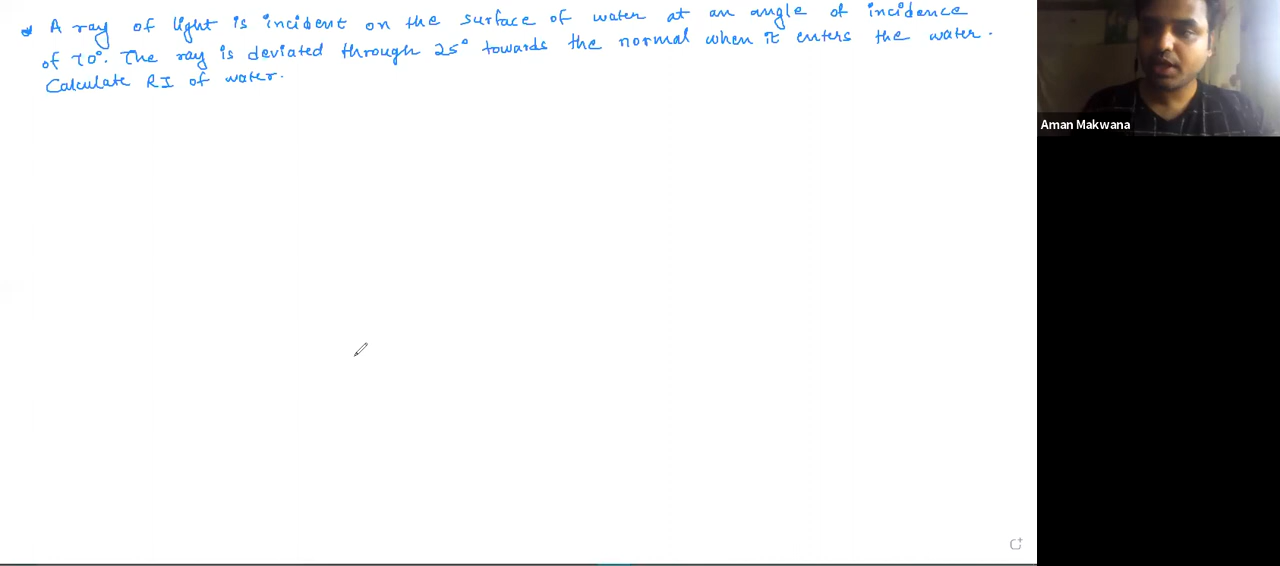 * A ray of light is incident on the surface of water at an angle of incidence
of 70°. The ray is deviated through 25° towards the normal when it enters the water.
Calculate RI of water.
Aman Makwana